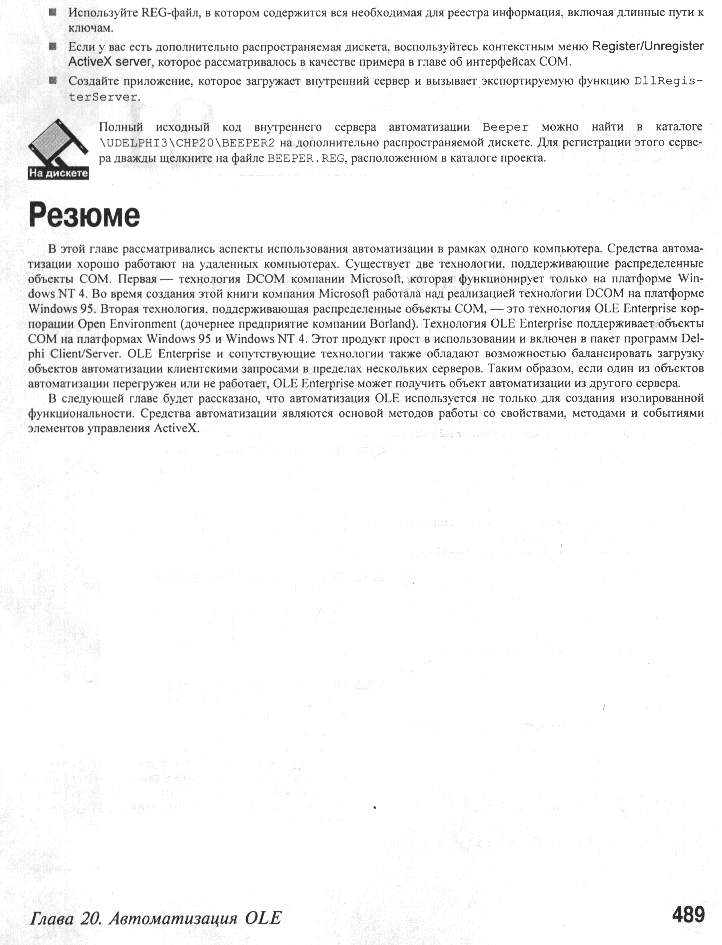 ■ Используйте REG-файл, в котором содержится вся необходимая для реестра информация, включая длинные пути к
ключам.
■ Если у вас есть дополнительно распространяемая дискета, воспользуйтесь контекстным меню Register/Unregister
ActiveX server, которое рассматривалось в качестве примера в главе об интерфейсах COM.
■ Создайте приложение, которое загружает внутренний сервер и вызывает экспортируемую функцию DllRegis-
terServer.
Полный исходный код внутреннего сервера автоматизации Beeper можно найти в каталоге
\UDELPHI3\CHP20\BEEPER2 на дополнительно распространяемой дискете. Для регистрации этого серве-
ра дважды щелкните на файле BEEPER.REG, расположенном в каталоге проекта.
На дискете
Резюме
В этой главе рассматривались аспекты использования автоматизации в рамках одного компьютера. Средства автома-
тизации хорошо работают на удаленных компьютерах. Существует две технологии, поддерживающие распределенные
объекты COM. Первая — технология DCOM компании Microsoft, которая функционирует только на платформе Win-
dows NT 4. Во время создания этой книги компания Microsoft работала над реализацией технологии DCOM на платформе
Windows 95. Вторая технология, поддерживающая распределенные объекты COM, — это технология OLE Enterprise кор-
порации Open Environment (дочернее предприятие компании Borland). Технология OLE Enterprise поддерживает объекты
COM на платформах Windows 95 и Windows NT 4. Этот продукт прост в использовании и включен в пакет программ Del-
phi Client/Server. OLE Enterprise и сопутствующие технологии также обладают возможностью балансировать загрузку
объектов автоматизации клиентскими запросами в пределах нескольких серверов. Таким образом, если один из объектов
автоматизации перегружен или не работает, OLE Enterprise может получить объект автоматизации из другого сервера.
В следующей главе будет рассказано, что автоматизация OLE используется не только для создания изолированной
функциональности. Средства автоматизации являются основой методов работы со свойствами, методами и событиями
элементов управления ActiveX.
Глава 20. Автоматизация OLE
489